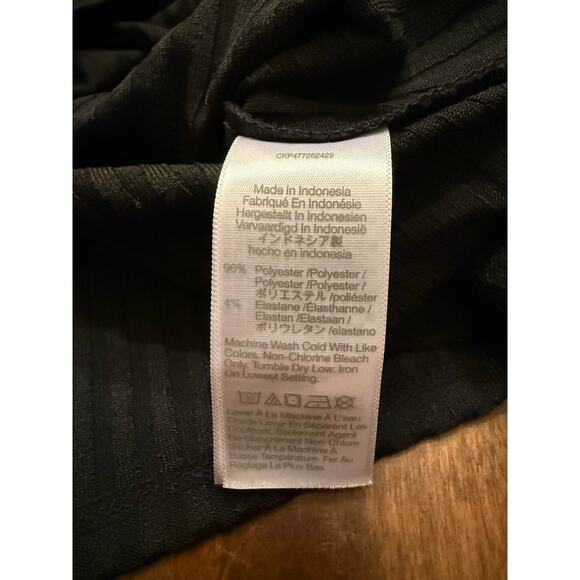 CKP477262429
Made In Indonesia
Fabriqué En Indonésie
Hergestellt In Indonesien
Vervaardigd In Indonesië
インドネシア製
hecho en indonesia
96% Polyester /Polyester /
Polyester /Polyester /
ポリエステル /poliéster
4% Elastane /Élasthanne /
Elastan /Elastaan /
ポリウレタン /elastano
Machine Wash Cold With Like
Colors. Non-Chlorine Bleach
Only. Tumble Dry Low. Iron
On Lowest Setting.
Laver À La Machine À L'eau
Froide Laver En Séparant Les
Couleurs. Seulement Agent
De Blanchiment Non Chloré.
Sécher À La Machine À
Basse Température. Fer Au
Réglage Le Plus Bas.